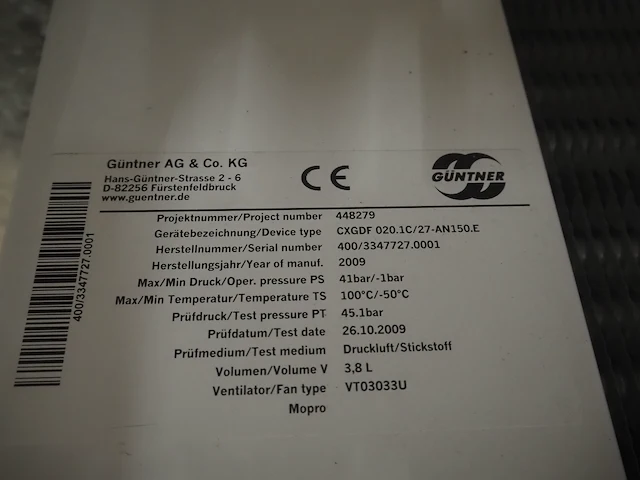 Güntner AG & Co. KG
Hans-Güntner-Strasse 2 - 6
D-82256 Fürstenfeldbruck
www.guentner.de
CE
GÜNTNER
400/3347727.0001
Projektnummer/Project number 448279
Gerätebezeichnung/Device type CXGDF 020.1C/27-AN150.E
Herstellnummer/Serial number 400/3347727.0001
Herstellungsjahr/Year of manuf. 2009
Max/Min Druck/Oper. pressure PS 41bar/-1bar
Max/Min Temperatur/Temperature TS 100°C/-50°C
Prüfdruck/Test pressure PT 45.1bar
Prüfdatum/Test date 26.10.2009
Prüfmedium/Test medium Druckluft/Stickstoff
Volumen/Volume V 3,8 L
Ventilator/Fan type VT03033U
Mopro